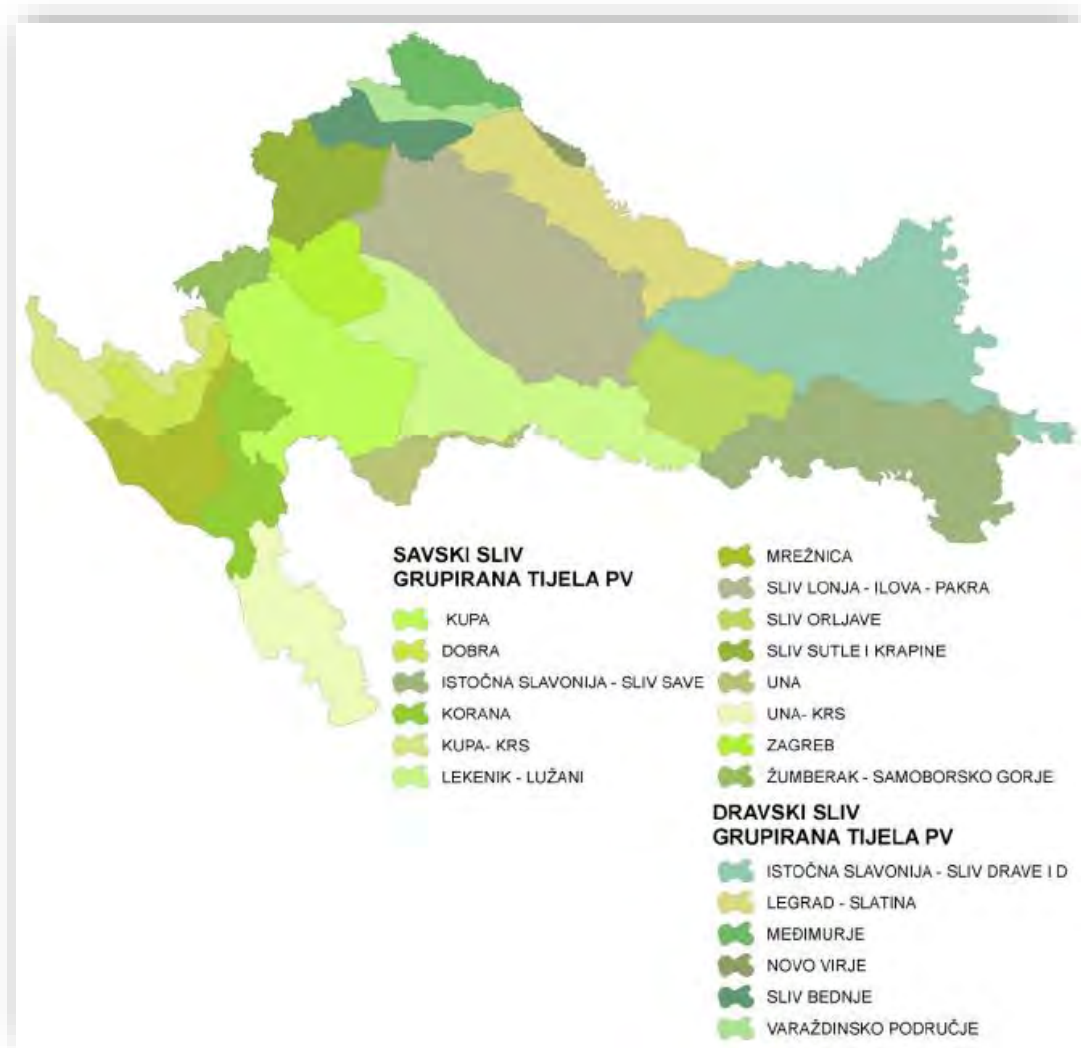 SAVSKI SLIV
GRUPIRANA TIJELA PV
KUPA
DOBRA
ISTOČNA SLAVONIJA - SLIV SAVE
KORANA
KUPA- KRS
LEKENIK - LUŽANI
MREŽNICA
SLIV LONJA - ILOVA - PAKRA
SLIV ORLJAVE
SLIV SUTLE I KRAPINE
UNA
UNA- KRS
ZAGREB
ŽUMBERAK - SAMOBORSKO GORJE
DRAVSKI SLIV
GRUPIRANA TIJELA PV
ISTOČNA SLAVONIJA - SLIV DRAVE I D
LEGRAD - SLATINA
MEĐIMURJE
NOVO VIRJE
SLIV BEDNJE
VARAŽDINSKO PODRUČJE